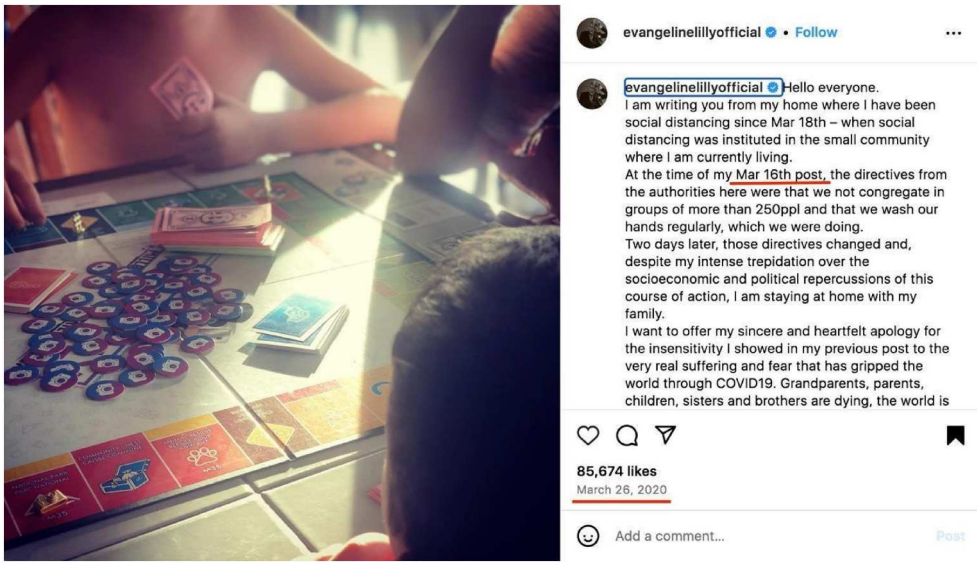 evangelinelillyofficial • Follow
evangelinelillyofficial Hello everyone.
I am writing you from my home where I have been
social distancing since Mar 18th – when social
distancing was instituted in the small community
where I am currently living.
At the time of my Mar 16th post, the directives from
the authorities here were that we not congregate in
groups of more than 250ppl and that we wash our
hands regularly, which we were doing.
Two days later, those directives changed and,
despite my intense trepidation over the
socioeconomic and political repercussions of this
course of action, I am staying at home with my
family.
I want to offer my sincere and heartfelt apology for
the insensitivity I showed in my previous post to the
very real suffering and fear that has gripped the
world through COVID19. Grandparents, parents,
children, sisters and brothers are dying, the world is
85,674 likes
March 26, 2020
Add a comment...
Post
NATIONAL PARK
PARC NATIONAL
M35
M35